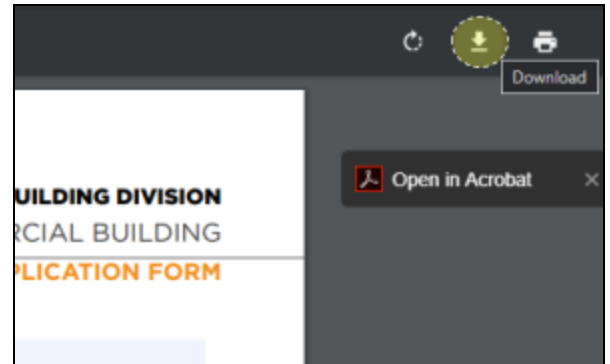 Download
Open in Acrobat
UILDING DIVISION
RCIAL BUILDING
PLICATION FORM